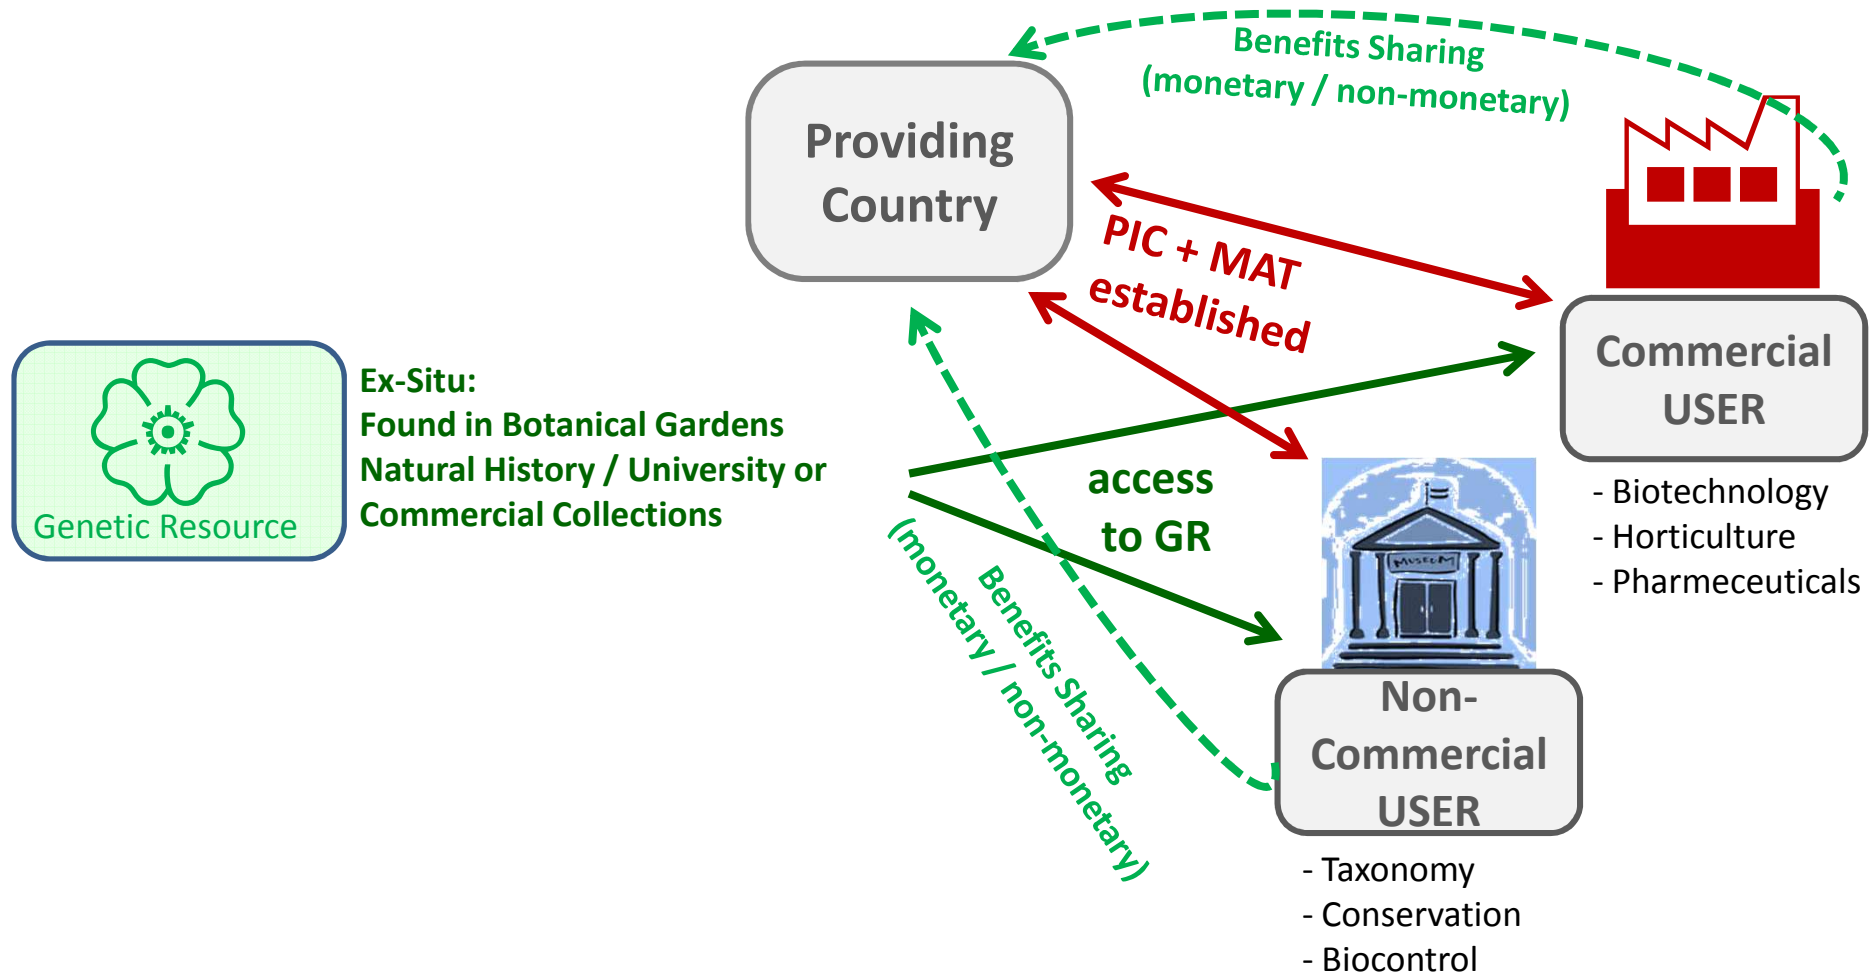 Benefits Sharing
(monetary / non-monetary)
Providing
Country
PIC + MAT
established
Commercial
USER
- Biotechnology
- Horticulture
- Pharmeceuticals
Genetic Resource
Ex-Situ:
Found in Botanical Gardens
Natural History / University or
Commercial Collections
access
to GR
Benefits Sharing
(monetary / non-monetary)
MUSEUM
Non-
Commercial
USER
- Taxonomy
- Conservation
- Biocontrol